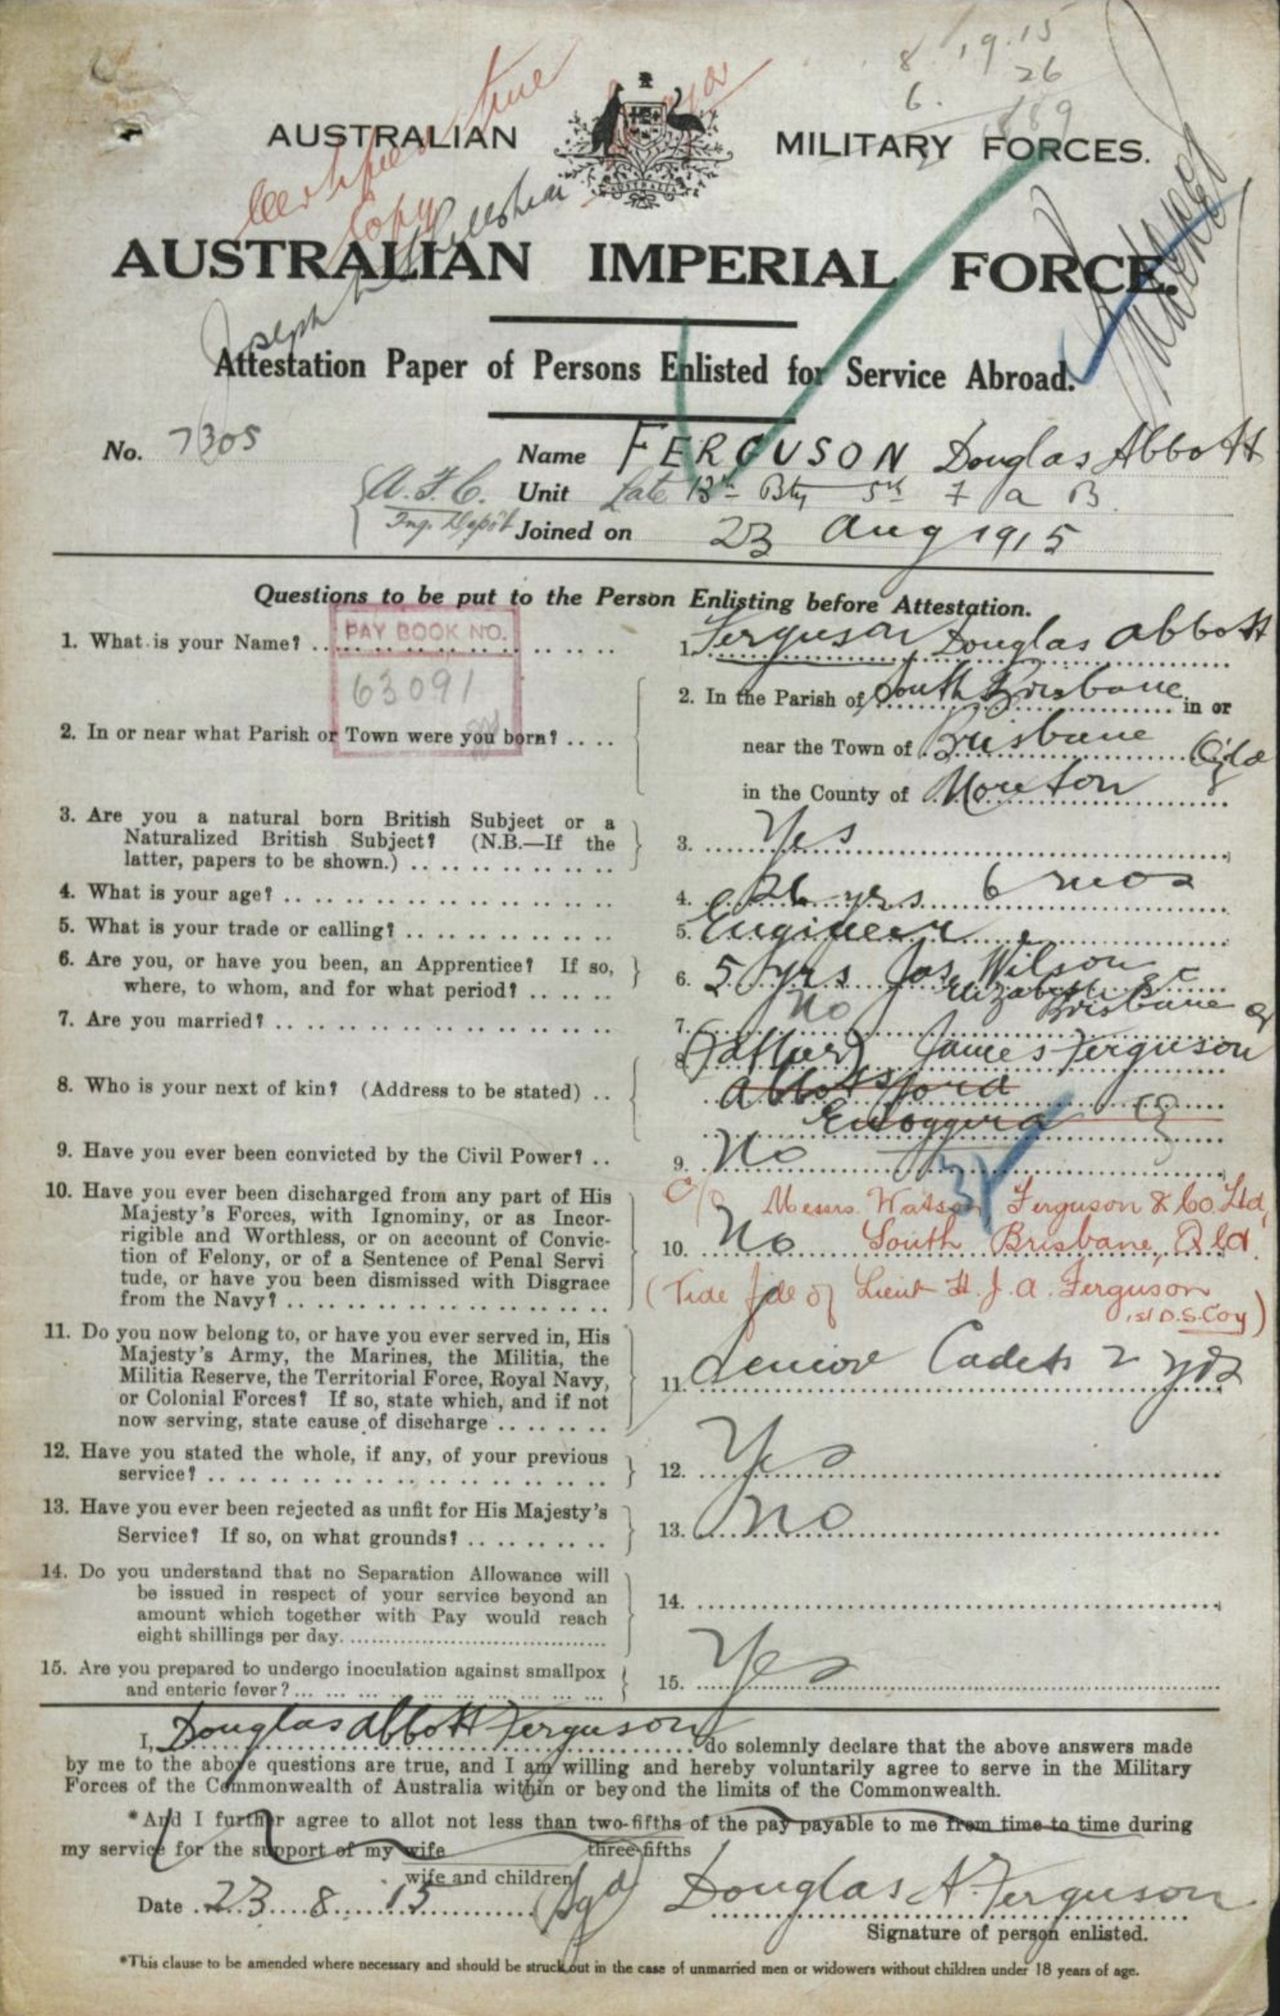 8. 19.15
26
6. 189
Certified true
Copy
AUSTRALIAN MILITARY FORCES.
AUSTRALIA
AUSTRALIAN IMPERIAL FORCE.
Joseph
Attestation Paper of Persons Enlisted for Service Abroad.
No. 7305 Name FERGUSON Douglas Abbott
A.F.C. Unit Late 13th Bty 5th F A B.
Trg. Depôt Joined on 23 Aug 1915
Questions to be put to the Person Enlisting before Attestation.
PAY BOOK NO.
63091
1. What is your Name? 1. Ferguson Douglas Abbott
2. In or near what Parish or Town were you born? 2. In the Parish of South Brisbane in or
near the Town of Brisbane Qld
in the County of Moreton
3. Are you a natural born British Subject or a
Naturalized British Subject? (N.B.—If the
latter, papers to be shown.) 3. Yes
4. What is your age? 4. 26 yrs 6 mos
5. What is your trade or calling? 5. Engineer
6. Are you, or have you been, an Apprentice? If so,
where, to whom, and for what period? 6. 5 yrs Jas Wilson
Elizabeth St
Brisbane Q
7. Are you married? 7. No
8. Who is your next of kin? (Address to be stated) 8. (Father) James Ferguson
Abbotsford
Enoggera Q
9. Have you ever been convicted by the Civil Power? 9. No
C/o Messrs. Watson Ferguson & Co. Ltd,
South Brisbane, Qld.
(Vide file of Lieut H. J. A. Ferguson
1st D.S. Coy)
10. Have you ever been discharged from any part of His
Majesty's Forces, with Ignominy, or as Incor-
rigible and Worthless, or on account of Convic-
tion of Felony, or of a Sentence of Penal Servi
tude, or have you been dismissed with Disgrace
from the Navy? 10. No
11. Do you now belong to, or have you ever served in, His
Majesty's Army, the Marines, the Militia, the
Militia Reserve, the Territorial Force, Royal Navy,
or Colonial Forces? If so, state which, and if not
now serving, state cause of discharge 11. Senior Cadets 2 yrs
12. Have you stated the whole, if any, of your previous
service? 12. Yes
13. Have you ever been rejected as unfit for His Majesty's
Service? If so, on what grounds? 13. No
14. Do you understand that no Separation Allowance will
be issued in respect of your service beyond an
amount which together with Pay would reach
eight shillings per day. 14.
15. Are you prepared to undergo inoculation against smallpox
and enteric fever? 15. Yes
I, Douglas Abbott Ferguson do solemnly declare that the above answers made
by me to the above questions are true, and I am willing and hereby voluntarily agree to serve in the Military
Forces of the Commonwealth of Australia within or beyond the limits of the Commonwealth.
*And I further agree to allot not less than two-fifths of the pay payable to me from time to time during
my service for the support of my wife three-fifths
wife and children
Date 23 8 15 (Sgd) Douglas A. Ferguson
Signature of person enlisted.
*This clause to be amended where necessary and should be struck out in the case of unmarried men or widowers without children under 18 years of age.